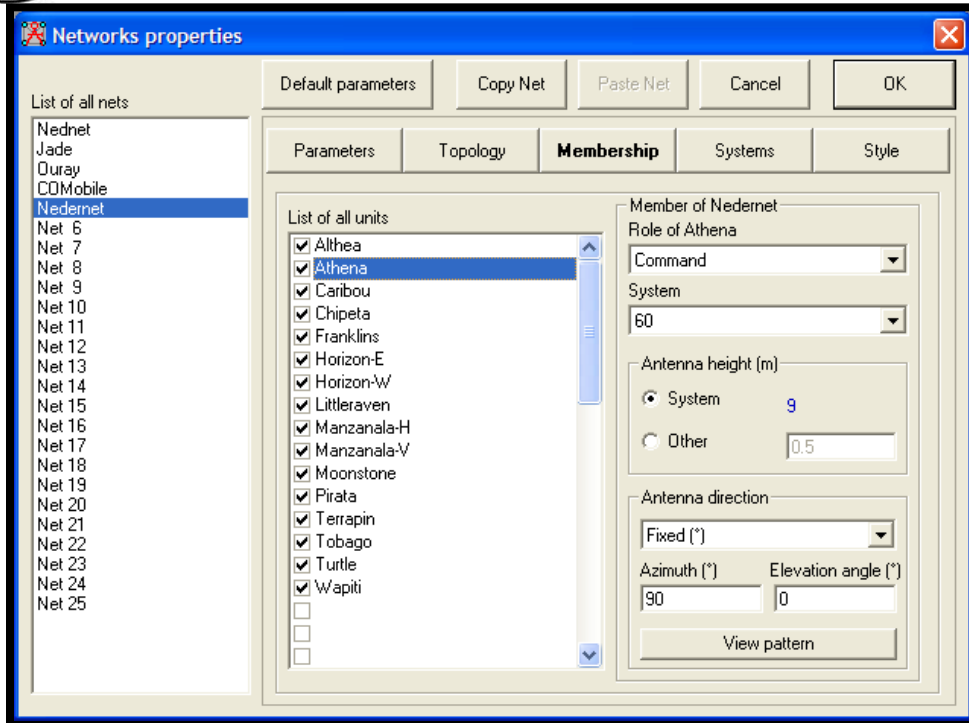 Networks properties
Default parameters
Copy Net
Paste Net
Cancel
OK
List of all nets
Nednet
Jade
Ouray
COMobile
Nedernet
Net 6
Net 7
Net 8
Net 9
Net 10
Net 11
Net 12
Net 13
Net 14
Net 15
Net 16
Net 17
Net 18
Net 19
Net 20
Net 21
Net 22
Net 23
Net 24
Net 25
Parameters
Topology
Membership
Systems
Style
List of all units
Althea
Athena
Caribou
Chipeta
Franklins
Horizon-E
Horizon-W
Littleraven
Manzanala-H
Manzanala-V
Moonstone
Pirata
Terrapin
Tobago
Turtle
Wapiti
Member of Nedernet
Role of Athena
Command
System
60
Antenna height (m)
System 9
Other 0.5
Antenna direction
Fixed (°)
Azimuth (°) Elevation angle (°)
90 0
View pattern